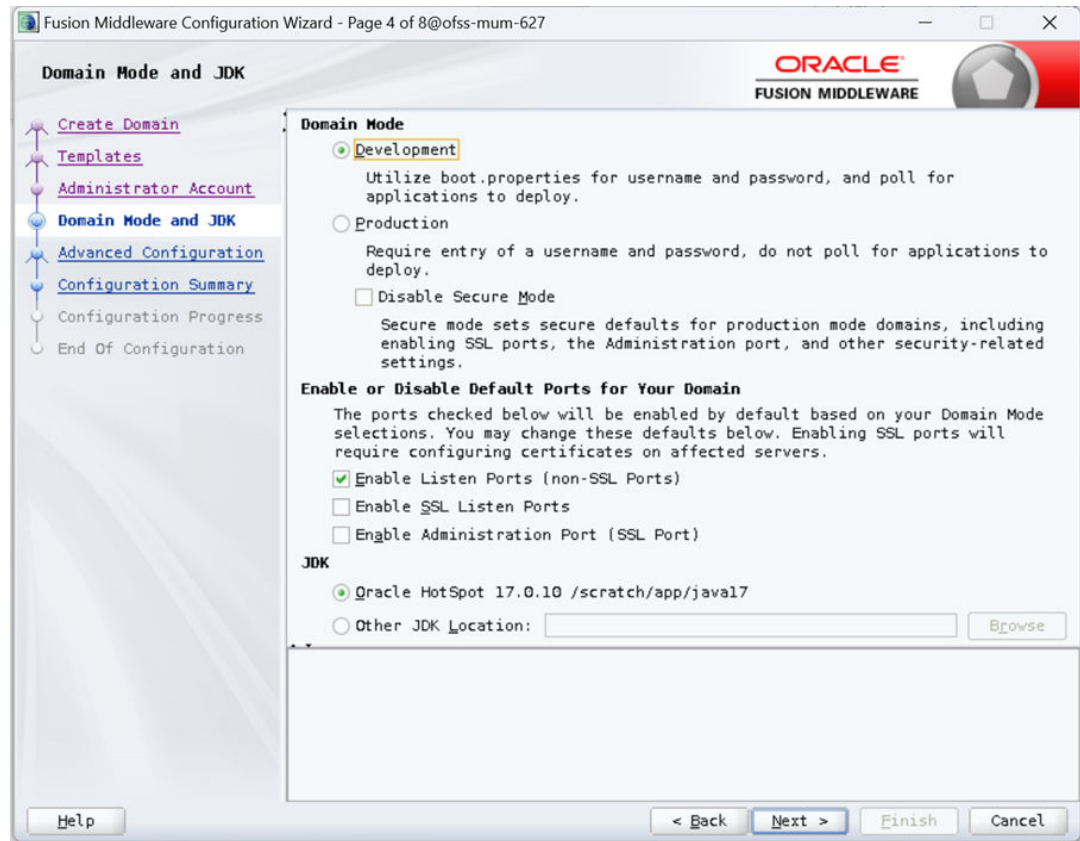 Fusion Middleware Configuration Wizard - Page 4 of 8@ofss-mum-627
Domain Mode and JDK
ORACLE
FUSION MIDDLEWARE
Create Domain
Templates
Administrator Account
Domain Mode and JDK
Advanced Configuration
Configuration Summary
Configuration Progress
End Of Configuration
Domain Mode
Development
Utilize boot.properties for username and password, and poll for
applications to deploy.
Production
Require entry of a username and password, do not poll for applications to
deploy.
Disable Secure Mode
Secure mode sets secure defaults for production mode domains, including
enabling SSL ports, the Administration port, and other security-related
settings.
Enable or Disable Default Ports for Your Domain
The ports checked below will be enabled by default based on your Domain Mode
selections. You may change these defaults below. Enabling SSL ports will
require configuring certificates on affected servers.
Enable Listen Ports (non-SSL Ports)
Enable SSL Listen Ports
Enable Administration Port (SSL Port)
JDK
Oracle HotSpot 17.0.10 /scratch/app/java17
Other JDK Location:
Browse
Help
< Back
Next >
Finish
Cancel